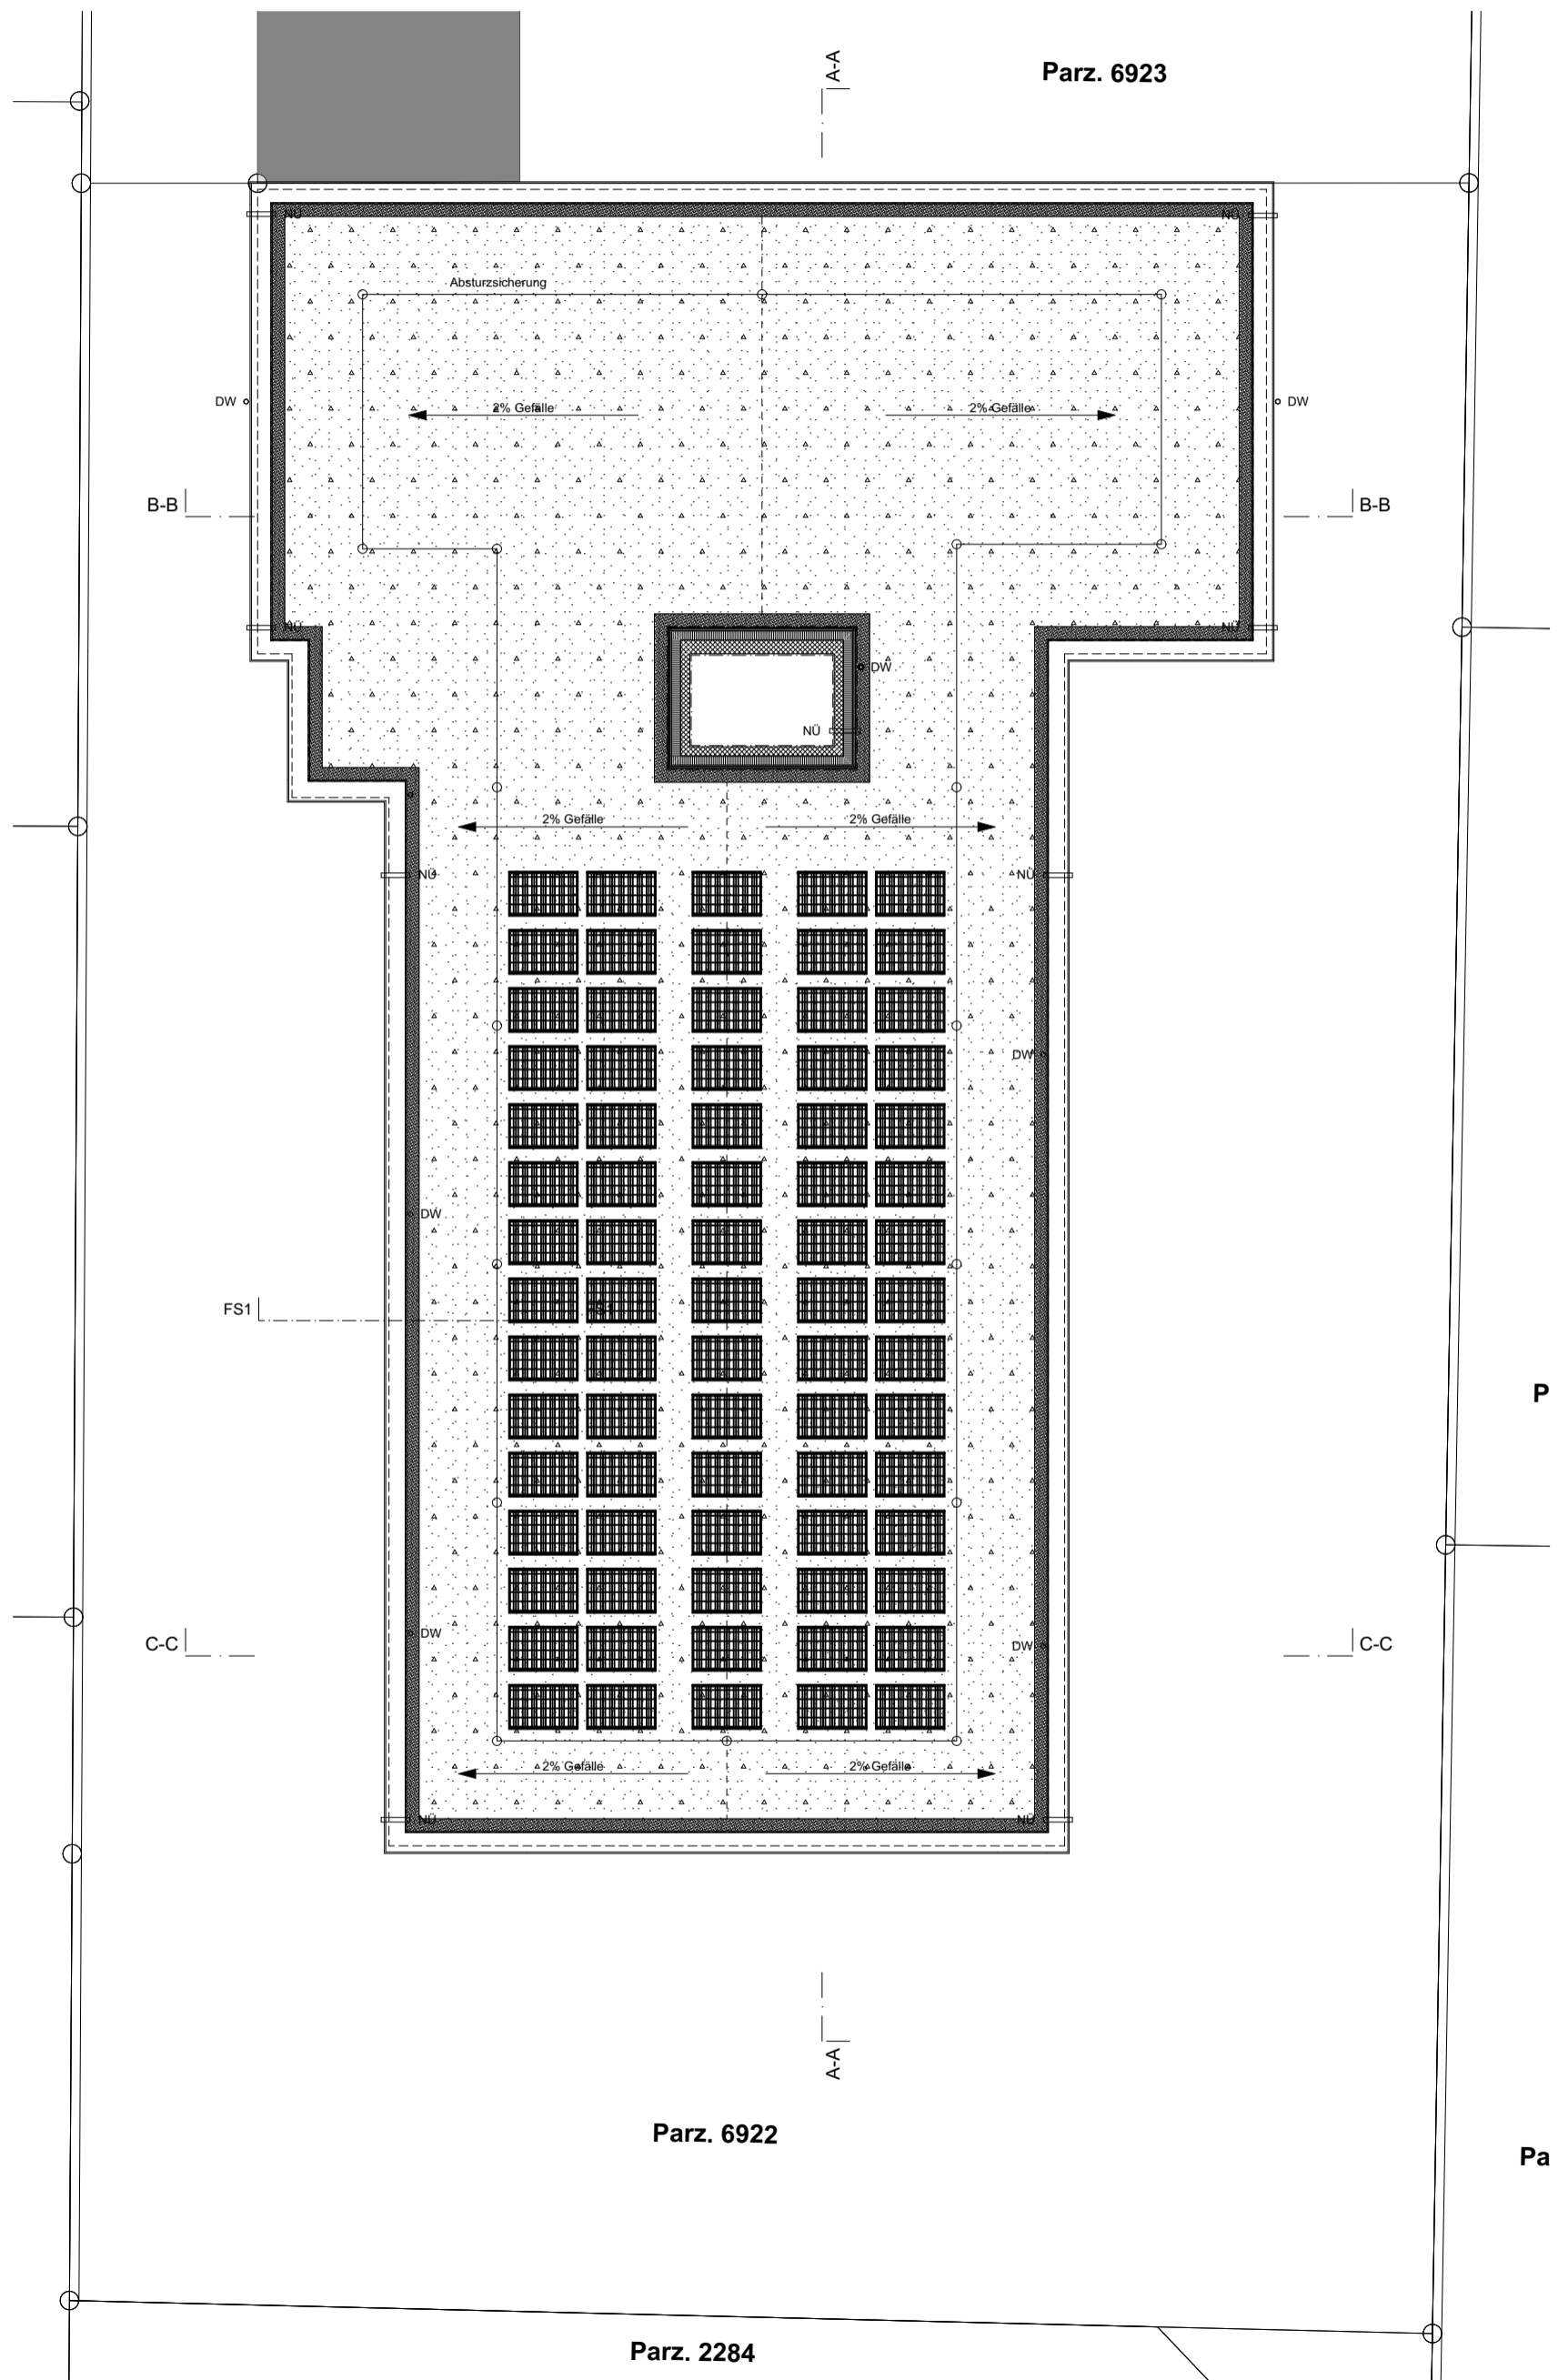 A-A
Parz. 6923
NÜ
NÜ
Absturzsicherung
DW
2% Gefälle
2% Gefälle
DW
B-B
B-B
NÜ
NÜ
DW
NÜ
2% Gefälle
2% Gefälle
NÜ
NÜ
DW
DW
FS1
FS1
P
DW
DW
C-C
C-C
2% Gefälle
2% Gefälle
NÜ
NÜ
A-A
Parz. 6922
Pa
Parz. 2284